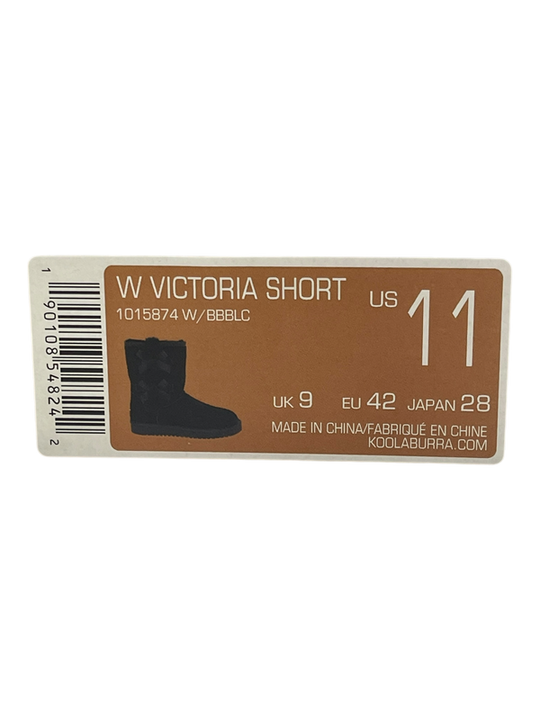 W VICTORIA SHORT
1015874 W/BBBLC
US 11
UK 9 EU 42 JAPAN 28
MADE IN CHINA/FABRIQUÉ EN CHINE
KOOLABURRA.COM
1 90108 54824 2